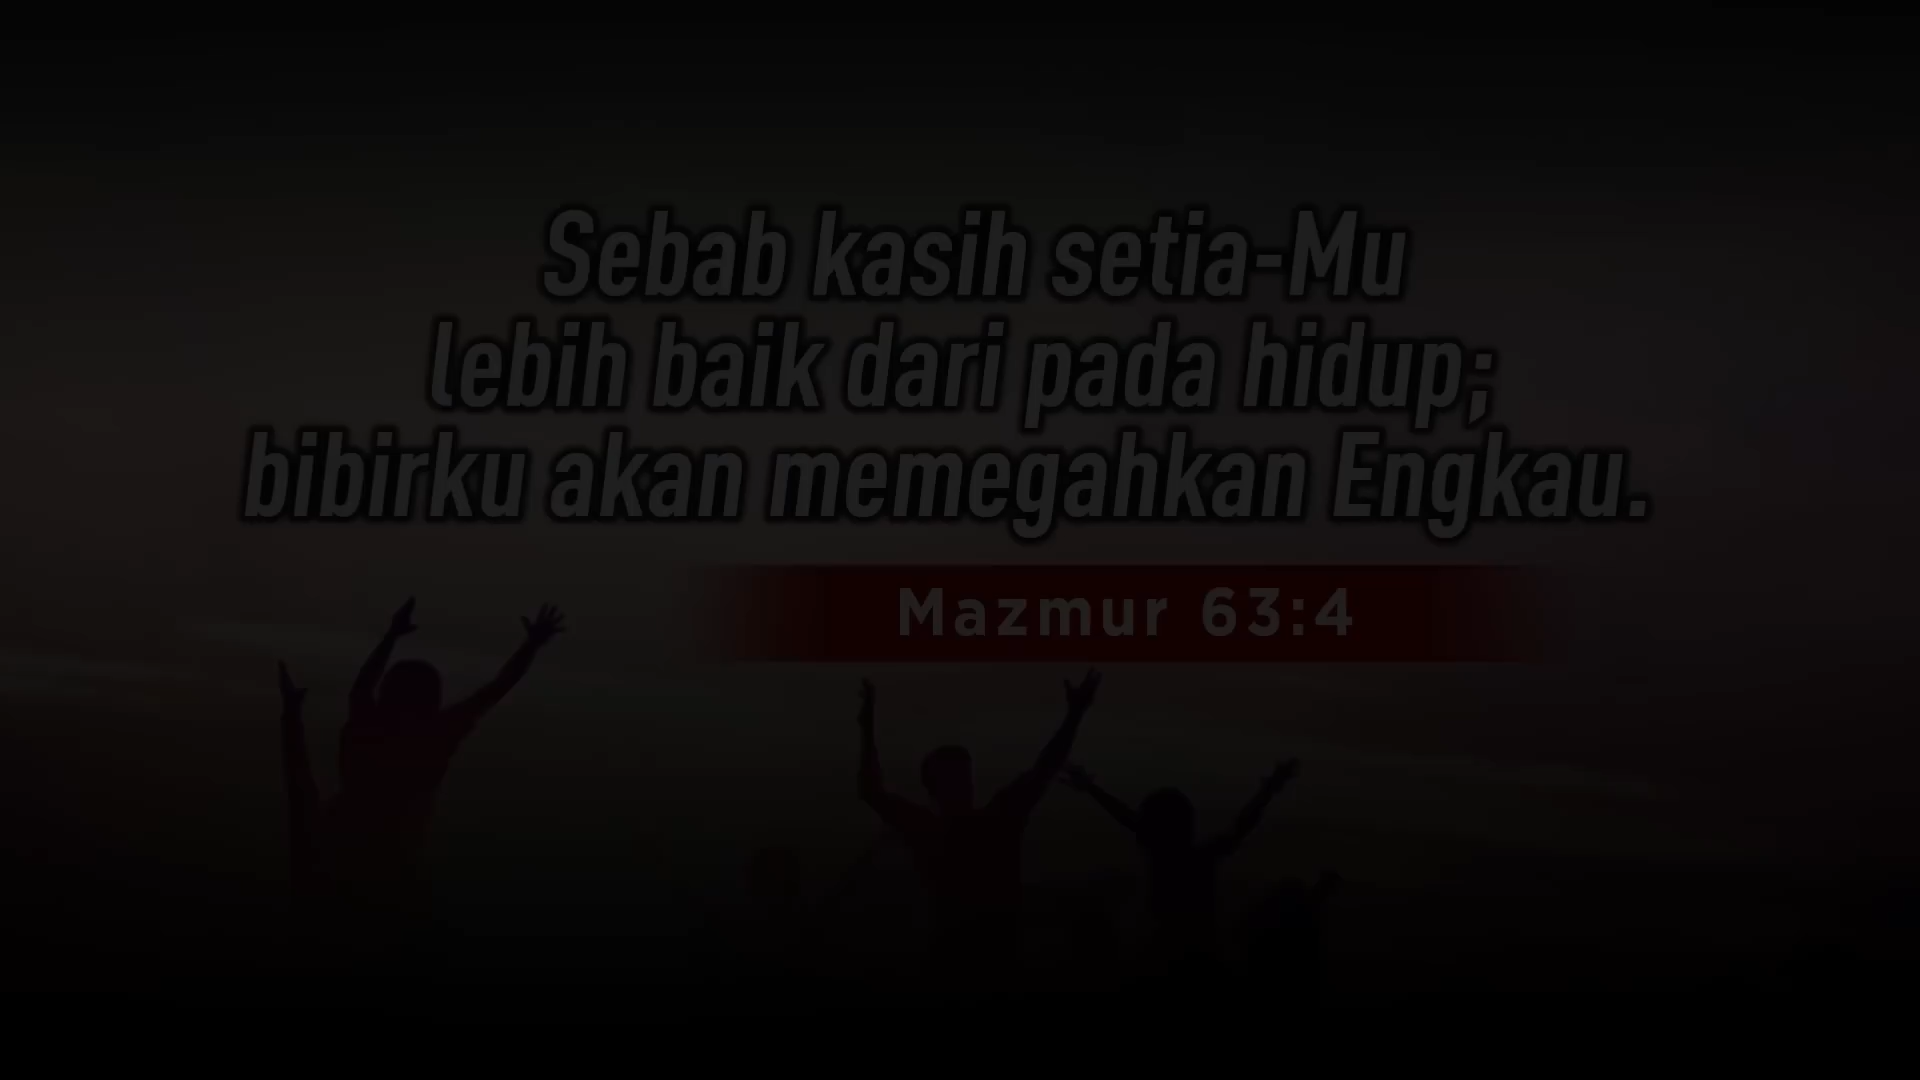 Sebab kasih setia-Mu
lebih baik dari pada hidup;
bibirku akan memegahkan Engkau.
Mazmur 63:4